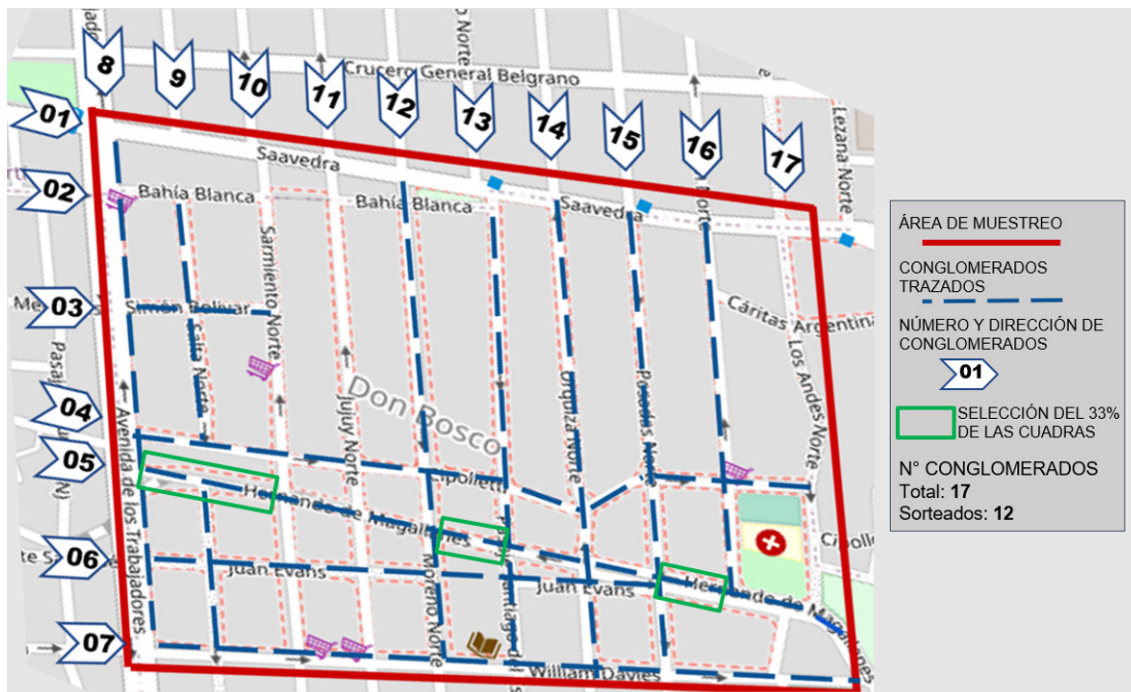 8
9
10
11
12
13
14
15
16
17
01
02
03
04
05
06
07
Crucero General Belgrano
Lezana Norte
Saavedra
Saavedra
Bahía Blanca
Bahía Blanca
Simón Bolívar
Salta Norte
Sarmiento Norte
Jujuy Norte
Don Bosco
Urquiza Norte
Posadas Norte
Los Andes Norte
Cáritas Argentina
Avenida de los Trabajadores
Cipolletti
Hernando de Magallanes
Hernando de Magallanes
Juan Evans
Juan Evans
Moreno Norte
William Davies
ÁREA DE MUESTREO
CONGLOMERADOS
TRAZADOS
NÚMERO Y DIRECCIÓN DE
CONGLOMERADOS
01
SELECCIÓN DEL 33%
DE LAS CUADRAS
N° CONGLOMERADOS
Total: 17
Sorteados: 12